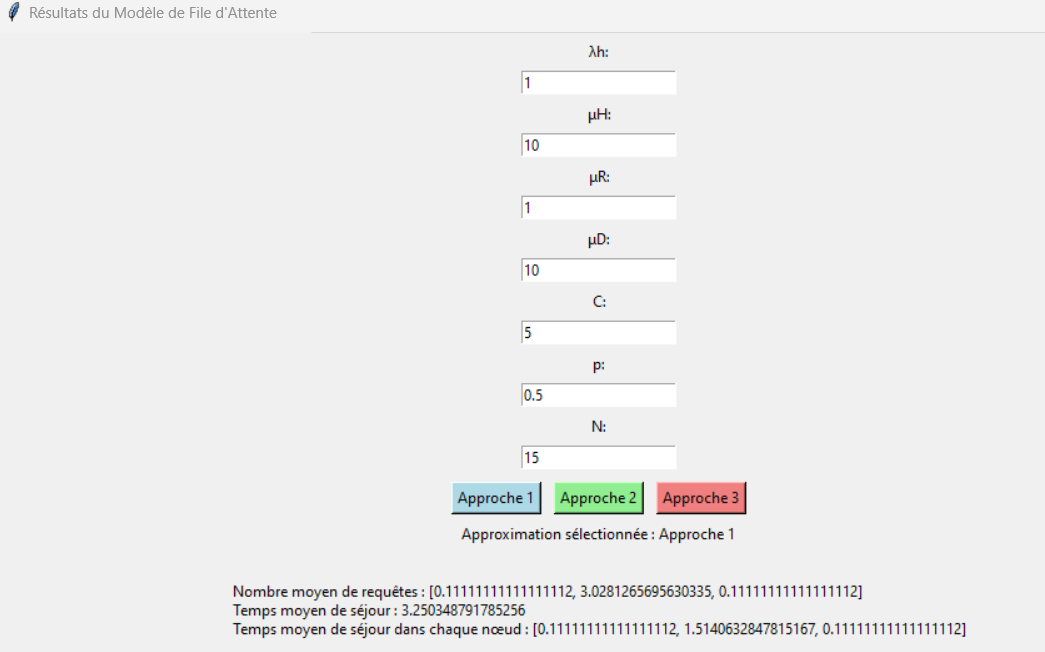 Résultats du Modèle de File d'Attente
λh:
1
μH:
10
μR:
1
μD:
10
C:
5
p:
0.5
N:
15
Approche 1 Approche 2 Approche 3
Approximation sélectionnée : Approche 1
Nombre moyen de requêtes : [0.11111111111111112, 3.0281265695630335, 0.11111111111111112]
Temps moyen de séjour : 3.250348791785256
Temps moyen de séjour dans chaque nœud : [0.11111111111111112, 1.5140632847815167, 0.11111111111111112]